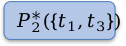 P₂*({t₁, t₃})